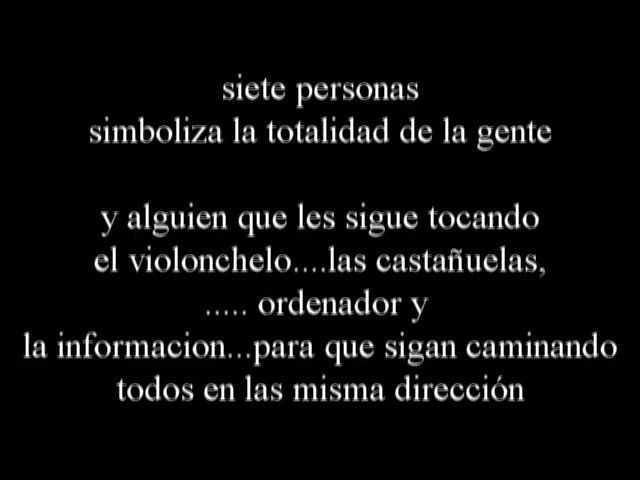 siete personas
simboliza la totalidad de la gente
y alguien que les sigue tocando
el violonchelo....las castañuelas,
..... ordenador y
la informacion...para que sigan caminando
todos en las misma dirección